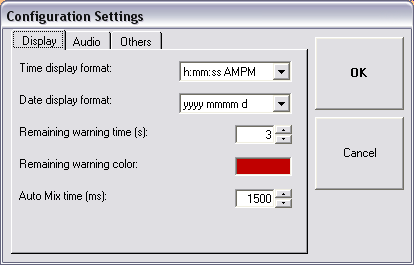 Configuration Settings
Display Audio Others
Time display format: h:mm:ss AMPM
Date display format: yyyy mmmm d
Remaining warning time (s): 3
Remaining warning color:
Auto Mix time (ms): 1500
OK
Cancel